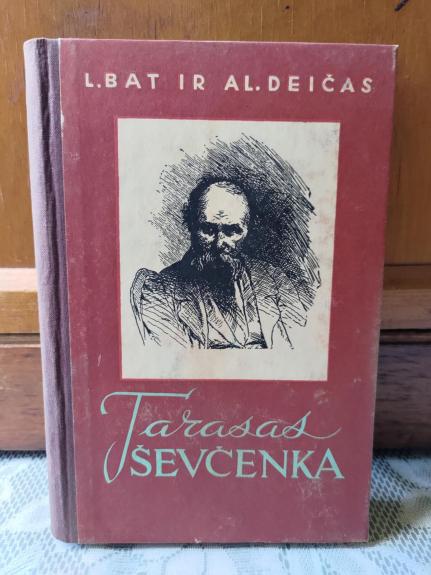 L. BAT IR AL. DEIČAS
Tarasas
ŠEVČENKA